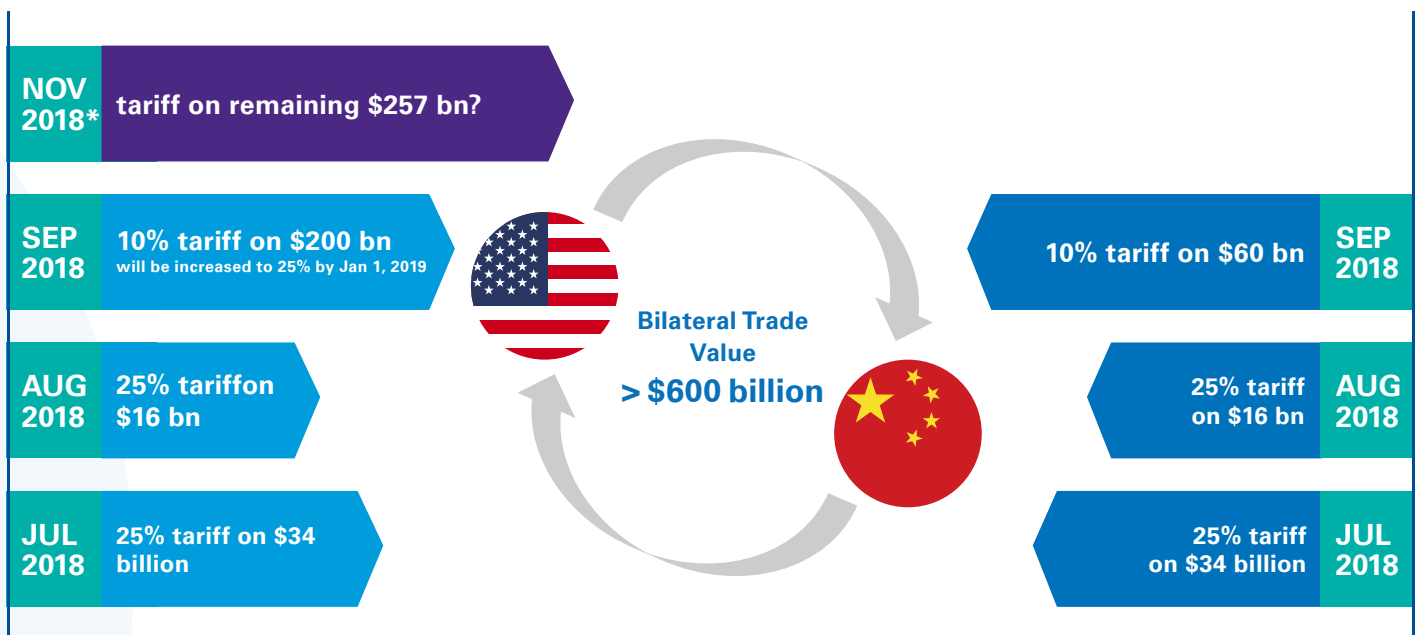 NOV
2018*
tariff on remaining $257 bn?
SEP
2018
10% tariff on $200 bn
will be increased to 25% by Jan 1, 2019
AUG
2018
25% tariffon
$16 bn
JUL
2018
25% tariff on $34
billion
Bilateral Trade
Value
> $600 billion
10% tariff on $60 bn
SEP
2018
25% tariff
on $16 bn
AUG
2018
25% tariff
on $34 billion
JUL
2018